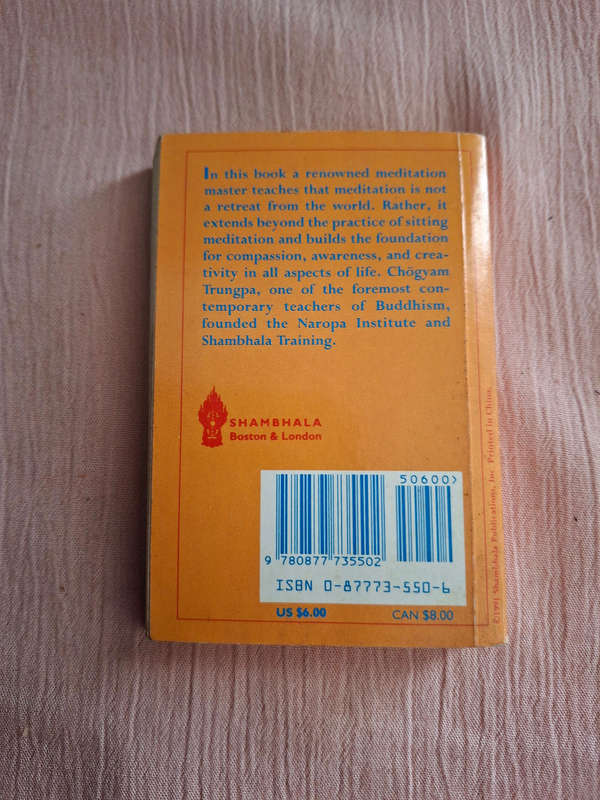 In this book a renowned meditation
master teaches that meditation is not
a retreat from the world. Rather, it
extends beyond the practice of sitting
meditation and builds the foundation
for compassion, awareness, and crea-
tivity in all aspects of life. Chögyam
Trungpa, one of the foremost con-
temporary teachers of Buddhism,
founded the Naropa Institute and
Shambhala Training.
SHAMBHALA
Boston & London
50600>
9 780877 735502
ISBN 0-87773-550-6
US $6.00 CAN $8.00
©1991 Shambhala Publications, Inc. Printed in China.